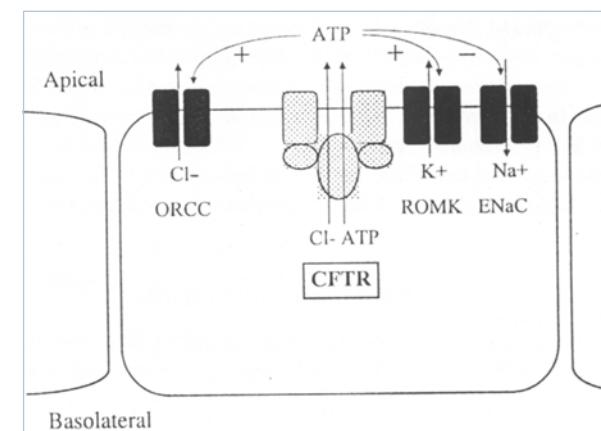 ATP
+ + −
Apical
Cl− K+ Na+
ORCC ROMK ENaC
Cl- ATP
CFTR
Basolateral